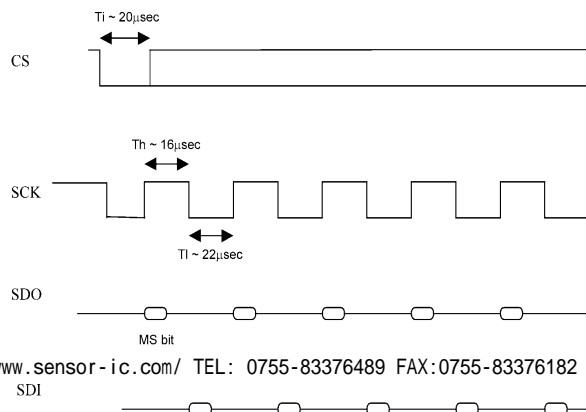 Ti ~ 20µsec
CS
Th ~ 16µsec
SCK
Tl ~ 22µsec
SDO
MS bit
ww.sensor-ic.com/ TEL: 0755-83376489 FAX:0755-83376182
SDI